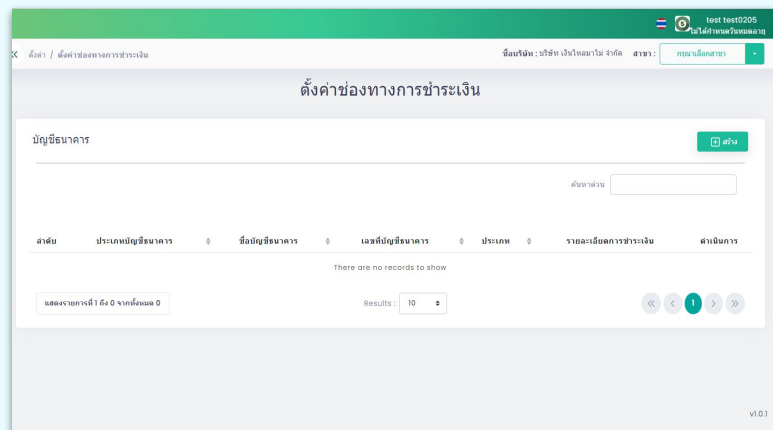 test test0205
ไม่ได้กำหนดวันหมดอายุ
ตั้งค่า / ตั้งค่าช่องทางการชำระเงิน
ชื่อบริษัท : บริษัท เงินไหลมาไม่ จำกัด สาขา : กรุณาเลือกสาขา
ตั้งค่าช่องทางการชำระเงิน
บัญชีธนาคาร
สร้าง
ค้นหาด่วน
ลำดับ ประเภทบัญชีธนาคาร ชื่อบัญชีธนาคาร เลขที่บัญชีธนาคาร ประเภท รายละเอียดการชำระเงิน ดำเนินการ
There are no records to show
แสดงรายการที่ 1 ถึง 0 จากทั้งหมด 0 Results : 10 « < 1 > »
v1.0.1